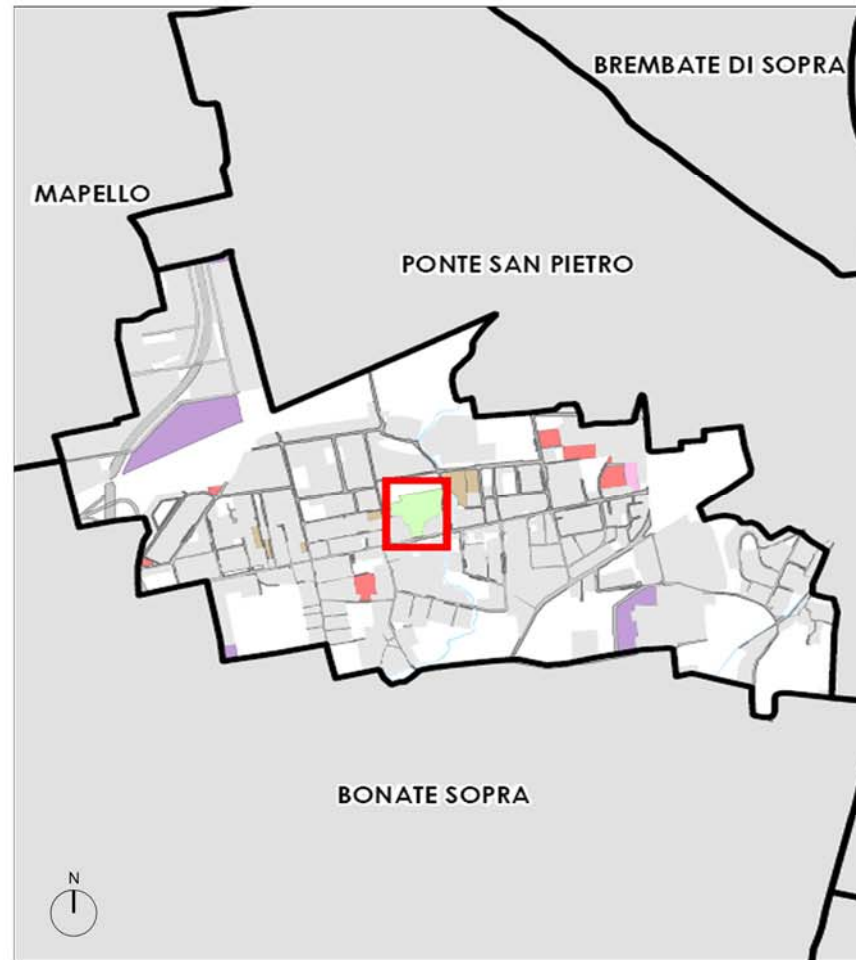 BREMBATE DI SOPRA
MAPELLO
PONTE SAN PIETRO
BONATE SOPRA
N